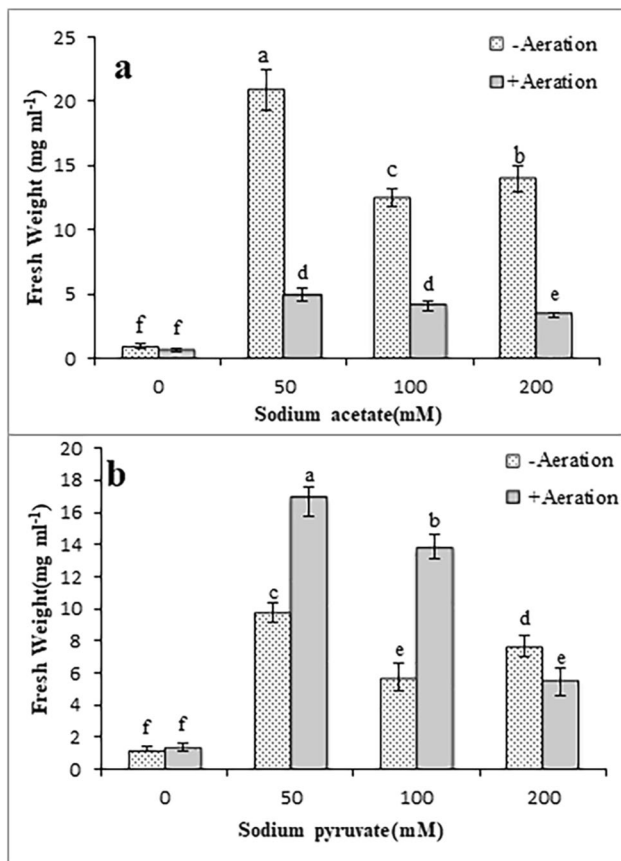 a
-Aeration
+Aeration
Fresh Weight (mg ml⁻¹)
25
20
15
10
5
0
f
f
a
d
c
d
b
e
0
50
100
200
Sodium acetate(mM)
b
-Aeration
+Aeration
Fresh Weight(mg ml⁻¹)
20
18
16
14
12
10
8
6
4
2
0
f
f
c
a
e
b
d
e
0
50
100
200
Sodium pyruvate(mM)